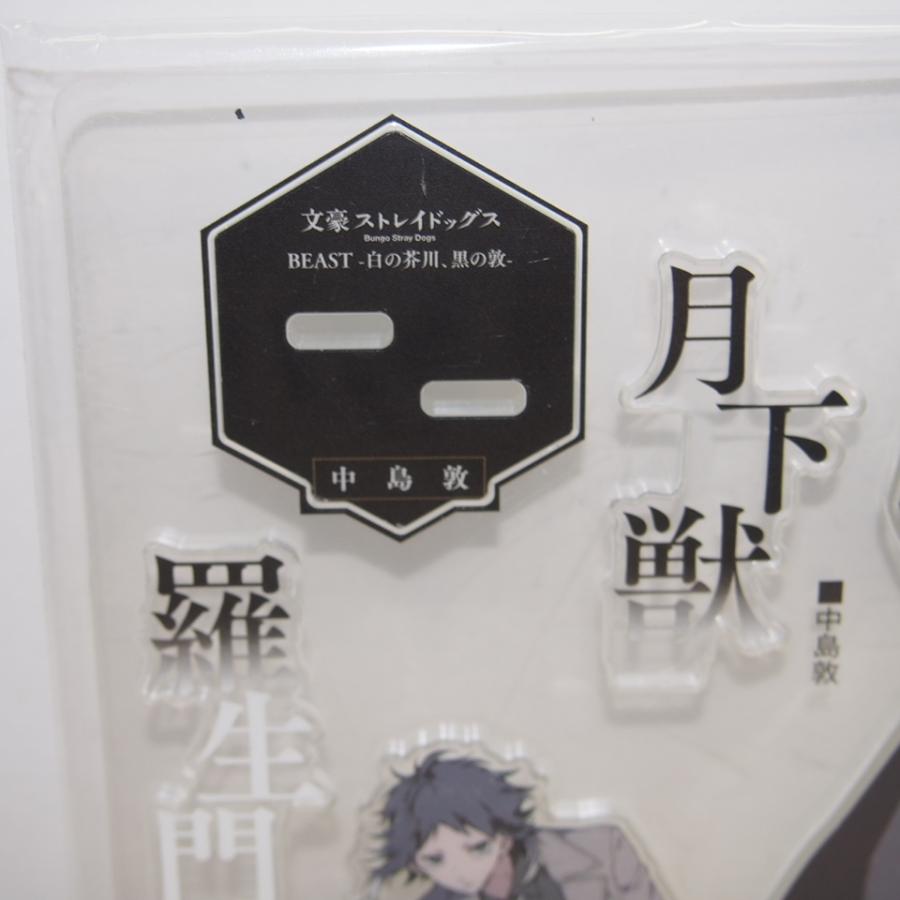 文豪ストレイドッグス
Bungo Stray Dogs
BEAST -白の芥川、黒の敦-
中島敦
月下獣
■中島敦
羅生門